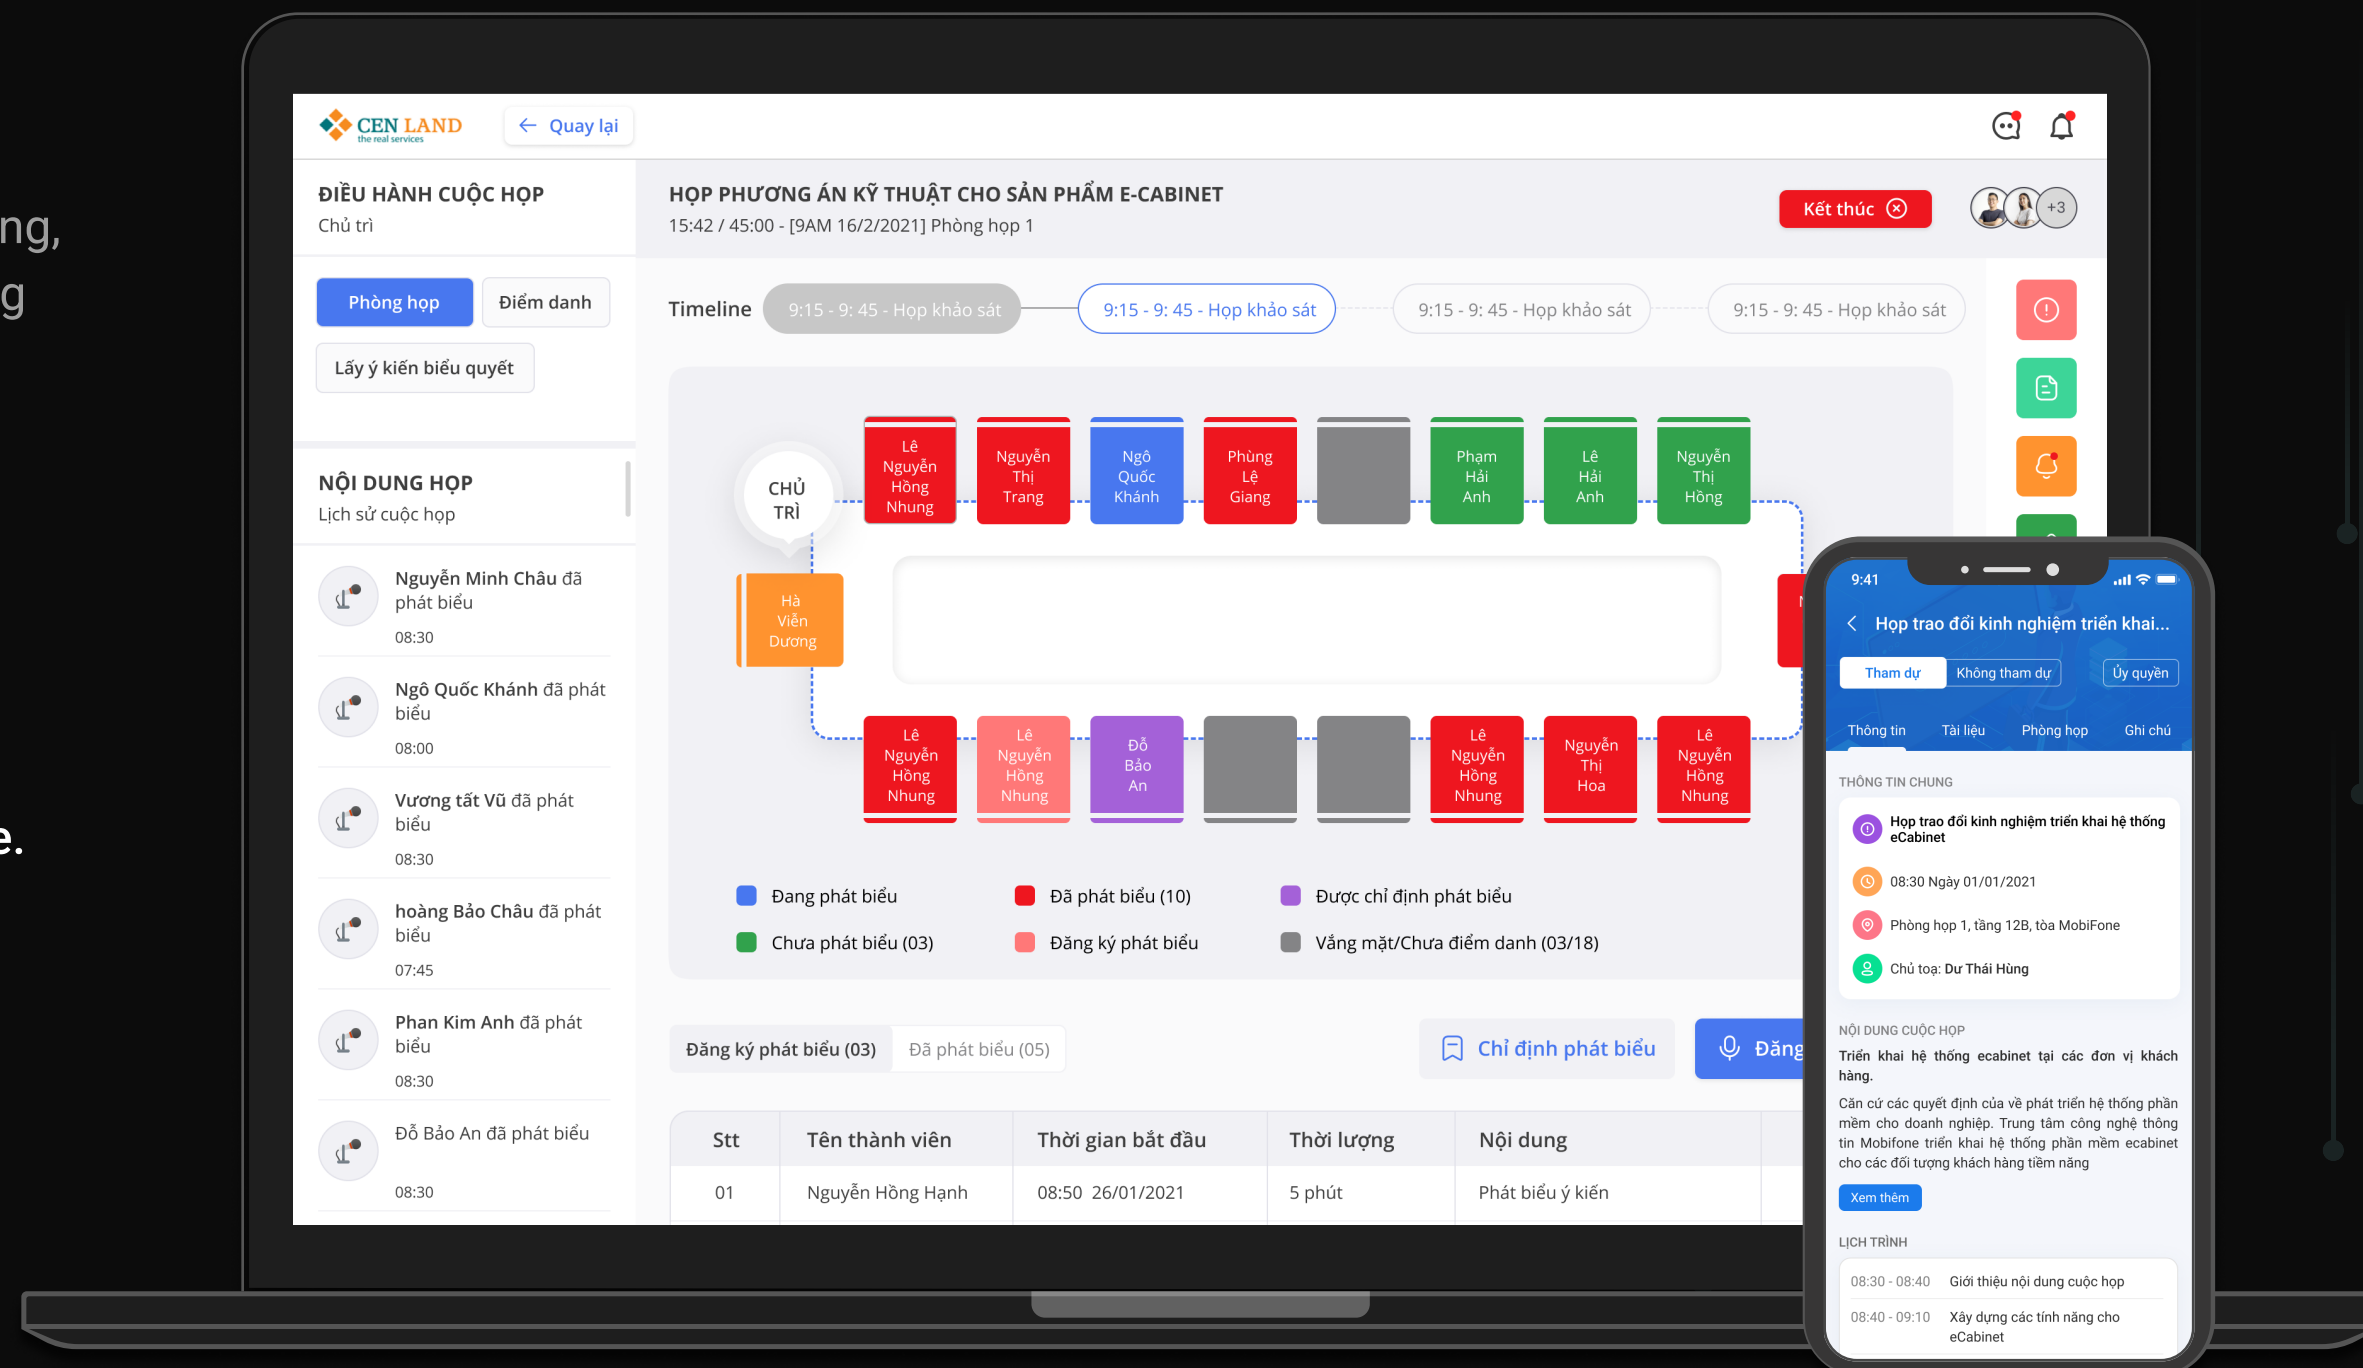 ng,
g
e.
CEN LAND
the real services
← Quay lại
ĐIỀU HÀNH CUỘC HỌP
Chủ trì
Phòng họp
Điểm danh
Lấy ý kiến biểu quyết
NỘI DUNG HỌP
Lịch sử cuộc họp
Nguyễn Minh Châu đã
phát biểu
08:30
Ngô Quốc Khánh đã phát
biểu
08:00
Vương tất Vũ đã phát
biểu
08:30
hoàng Bảo Châu đã phát
biểu
07:45
Phan Kim Anh đã phát
biểu
08:30
Đỗ Bảo An đã phát biểu
08:30
HỌP PHƯƠNG ÁN KỸ THUẬT CHO SẢN PHẨM E-CABINET
15:42 / 45:00 - [9AM 16/2/2021] Phòng họp 1
Kết thúc
+3
Timeline
9:15 - 9: 45 - Họp khảo sát
9:15 - 9: 45 - Họp khảo sát
9:15 - 9: 45 - Họp khảo sát
9:15 - 9: 45 - Họp khảo sát
CHỦ
TRÌ
Lê
Nguyễn
Hồng
Nhung
Nguyễn
Thị
Trang
Ngô
Quốc
Khánh
Phùng
Lệ
Giang
Phạm
Hải
Anh
Lê
Hải
Anh
Nguyễn
Thị
Hồng
Hà
Viễn
Dương
Lê
Nguyễn
Hồng
Nhung
Lê
Nguyễn
Hồng
Nhung
Đỗ
Bảo
An
Lê
Nguyễn
Hồng
Nhung
Nguyễn
Thị
Hoa
Lê
Nguyễn
Hồng
Nhung
Đang phát biểu
Đã phát biểu (10)
Được chỉ định phát biểu
Chưa phát biểu (03)
Đăng ký phát biểu
Vắng mặt/Chưa điểm danh (03/18)
Đăng ký phát biểu (03)
Đã phát biểu (05)
Chỉ định phát biểu
Đăng
Stt
Tên thành viên
Thời gian bắt đầu
Thời lượng
Nội dung
01
Nguyễn Hồng Hạnh
08:50 26/01/2021
5 phút
Phát biểu ý kiến
9:41
Họp trao đổi kinh nghiệm triển khai...
Tham dự
Không tham dự
Ủy quyền
Thông tin
Tài liệu
Phòng họp
Ghi chú
THÔNG TIN CHUNG
Họp trao đổi kinh nghiệm triển khai hệ thống
eCabinet
08:30 Ngày 01/01/2021
Phòng họp 1, tầng 12B, tòa MobiFone
Chủ toạ: Dư Thái Hùng
NỘI DUNG CUỘC HỌP
Triển khai hệ thống ecabinet tại các đơn vị khách
hàng.
Căn cứ các quyết định của về phát triển hệ thống phần
mềm cho doanh nghiệp. Trung tâm công nghệ thông
tin Mobifone triển khai hệ thống phần mềm ecabinet
cho các đối tượng khách hàng tiềm năng
Xem thêm
LỊCH TRÌNH
08:30 - 08:40 Giới thiệu nội dung cuộc họp
08:40 - 09:10 Xây dựng các tính năng cho
eCabinet